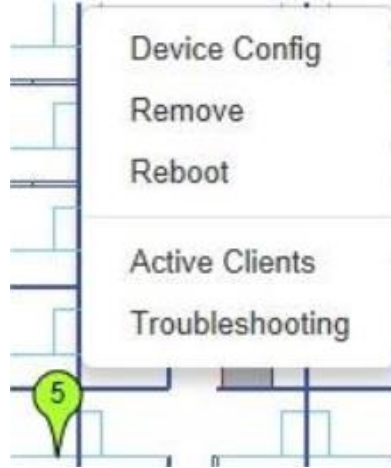 Device Config
Remove
Reboot
Active Clients
Troubleshooting
5